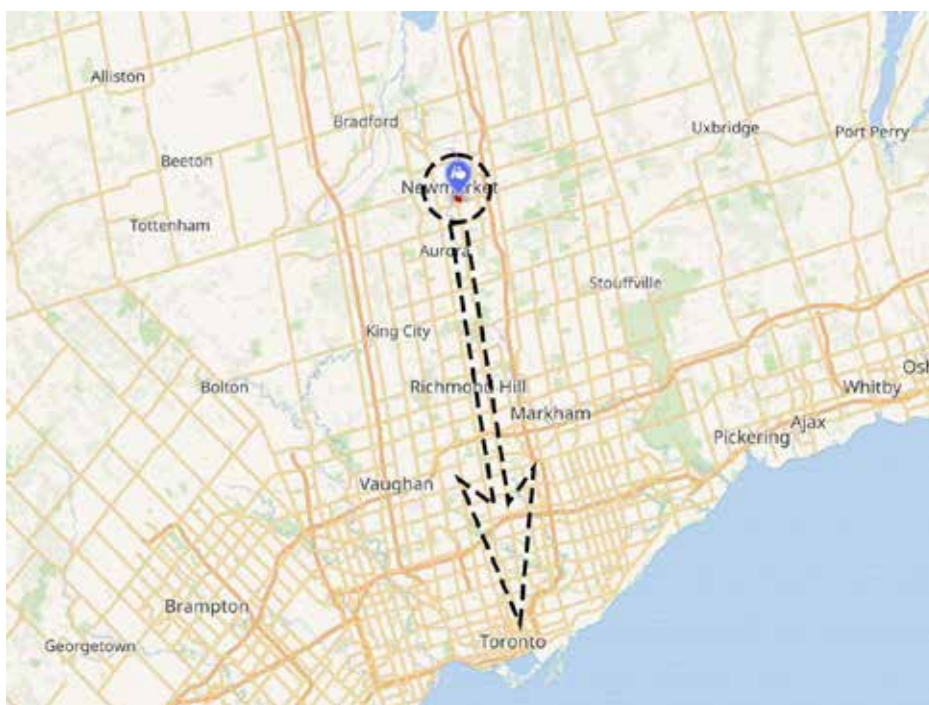 Alliston
Bradford
Uxbridge
Port Perry
Beeton
Newmarket
Tottenham
Aurora
Stouffville
King City
Bolton
Richmond Hill
Whitby
Osh
Markham
Ajax
Pickering
Vaughan
Brampton
Georgetown
Toronto